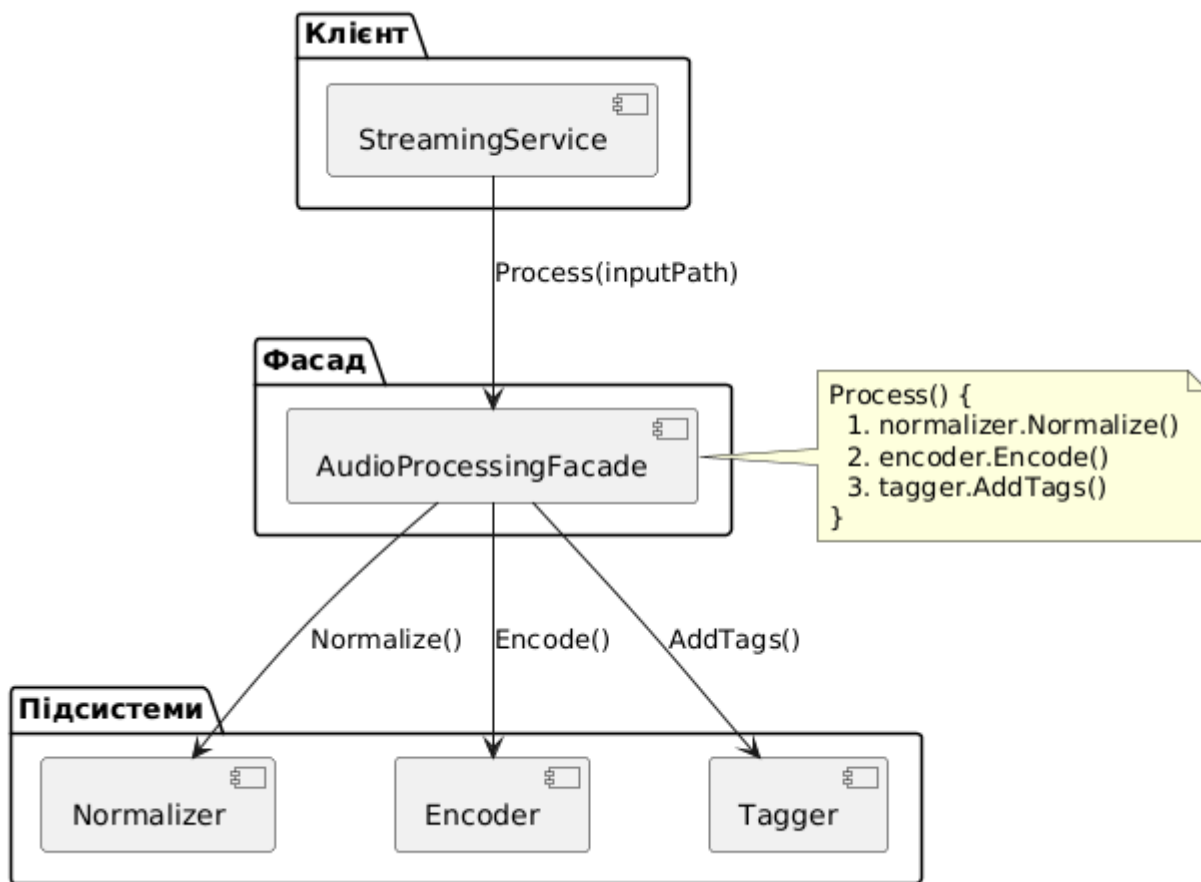 Клієнт
StreamingService
Process(inputPath)
Фасад
AudioProcessingFacade
Process() {
1. normalizer.Normalize()
2. encoder.Encode()
3. tagger.AddTags()
}
Normalize()
Encode()
AddTags()
Підсистеми
Normalizer
Encoder
Tagger